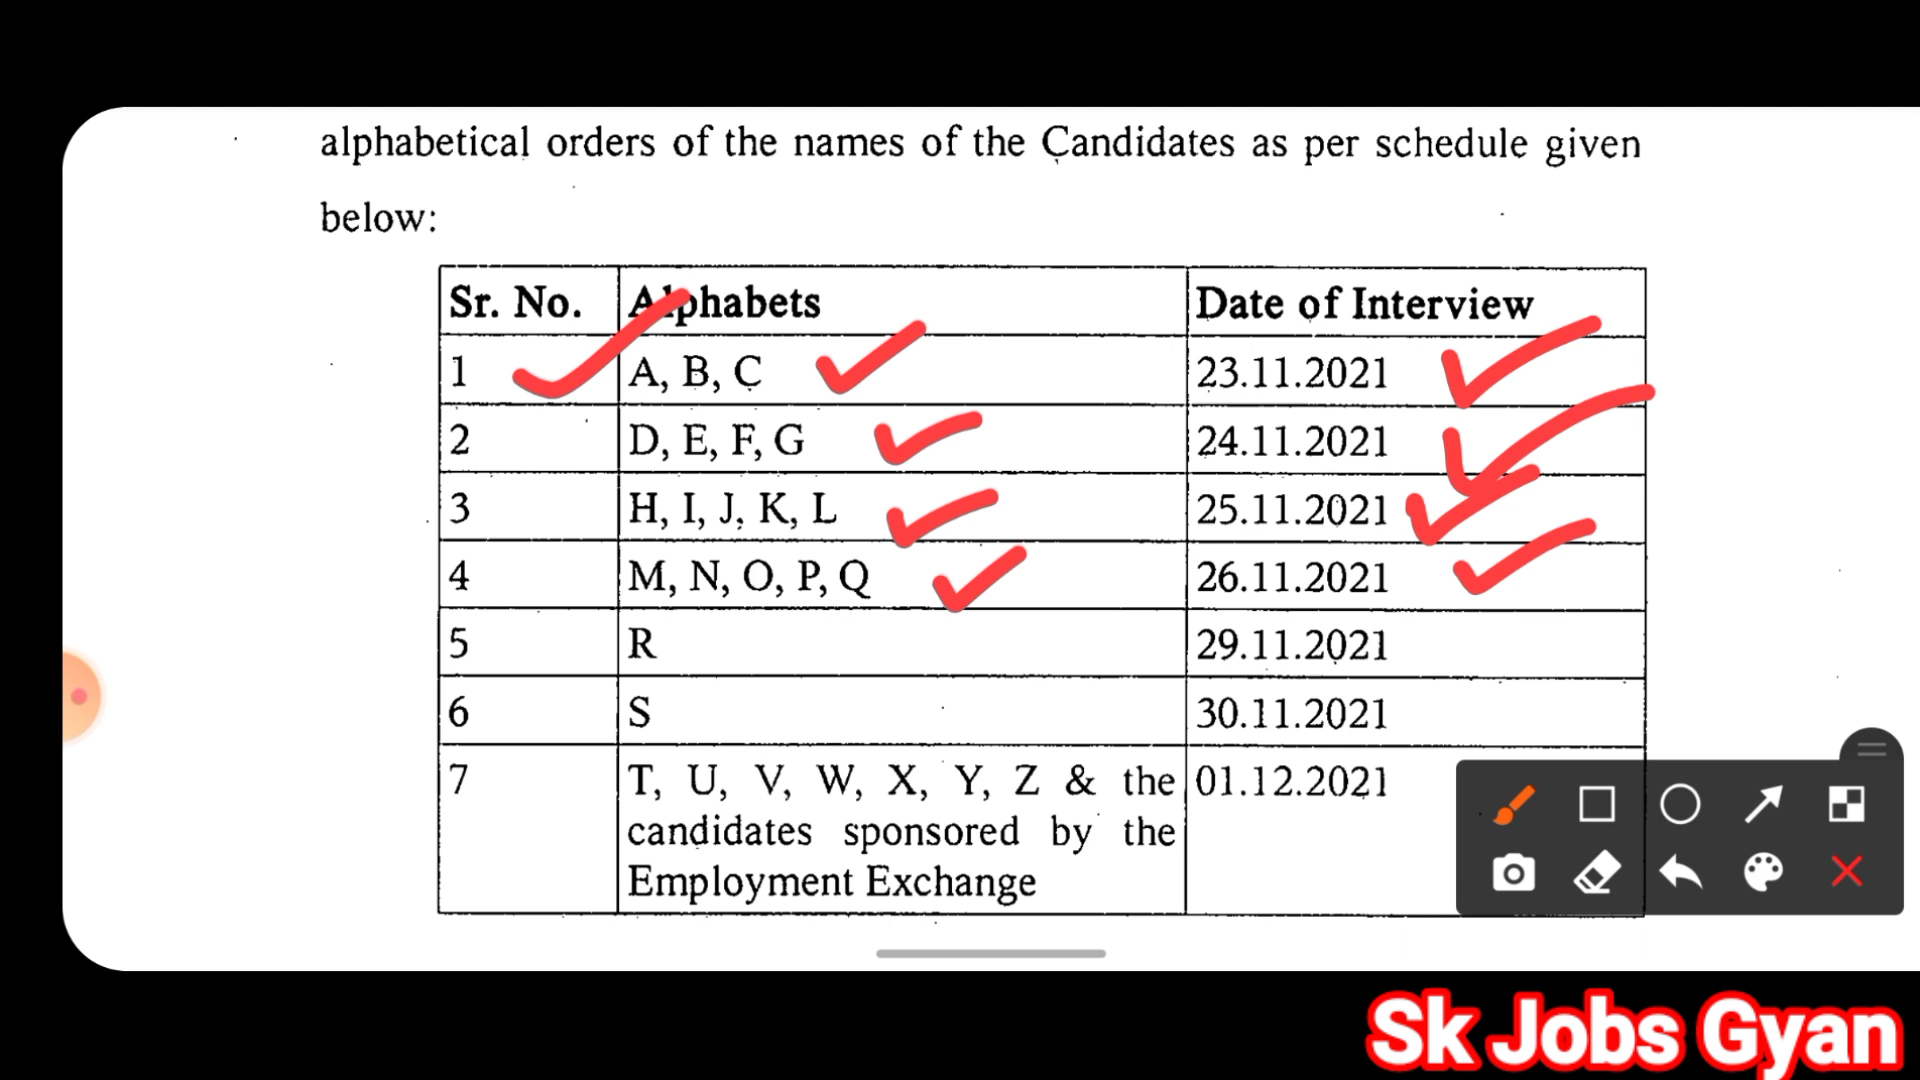 alphabetical orders of the names of the Candidates as per schedule given
below:
Sr. No. Alphabets Date of Interview
1 A, B, C 23.11.2021
2 D, E, F, G 24.11.2021
3 H, I, J, K, L 25.11.2021
4 M, N, O, P, Q 26.11.2021
5 R 29.11.2021
6 S 30.11.2021
7 T, U, V, W, X, Y, Z & the 01.12.2021
candidates sponsored by the
Employment Exchange
Sk Jobs Gyan